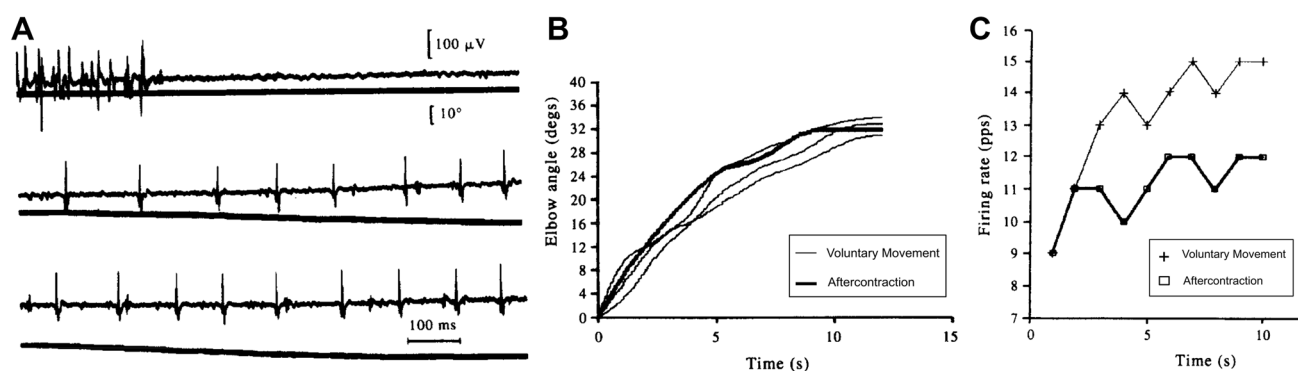 A
100 μV
10°
100 ms
B
Elbow angle (degs)
40
36
32
28
24
20
16
12
8
4
0
0 5 10 15
Time (s)
Voluntary Movement
Aftercontraction
C
Firing rate (pps)
16
15
14
13
12
11
10
9
8
7
0 5 10
Time (s)
Voluntary Movement
Aftercontraction